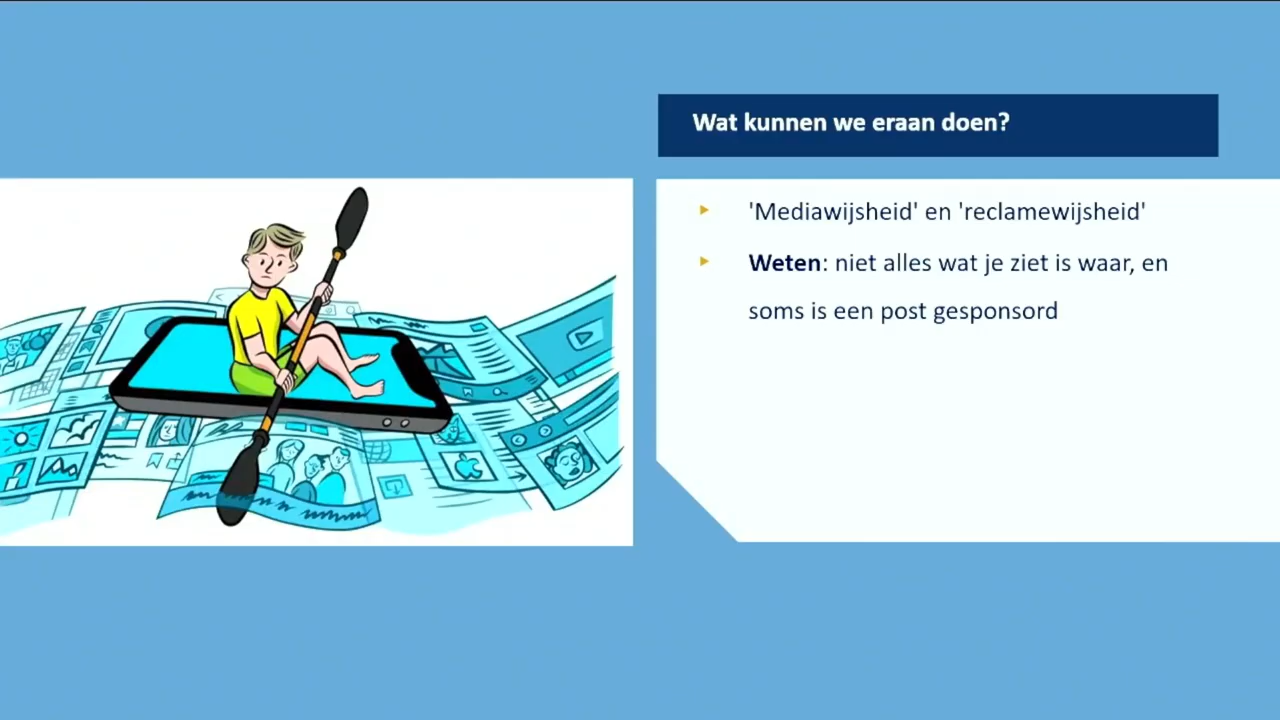 Wat kunnen we eraan doen?
'Mediawijsheid' en 'reclamewijsheid'
Weten: niet alles wat je ziet is waar, en
soms is een post gesponsord